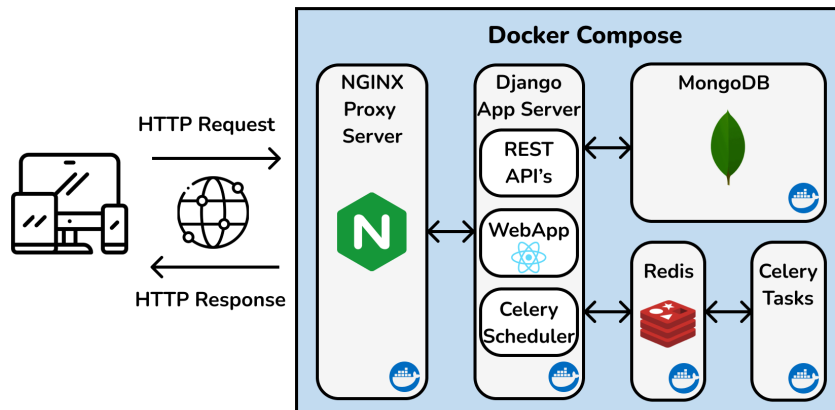 Docker Compose
HTTP Request
HTTP Response
NGINX
Proxy
Server
N
Django
App Server
REST
API's
WebApp
Celery
Scheduler
MongoDB
Redis
Celery
Tasks